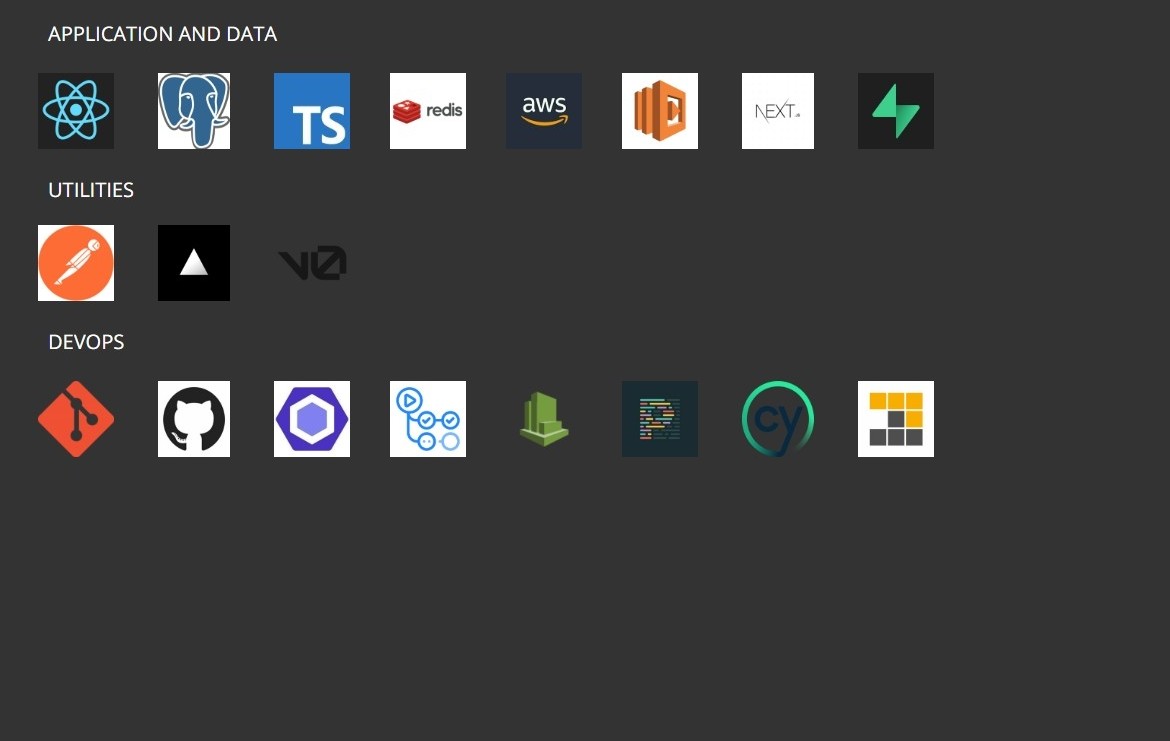 APPLICATION AND DATA
TS redis aws NEXT.
UTILITIES
v0
DEVOPS
cy